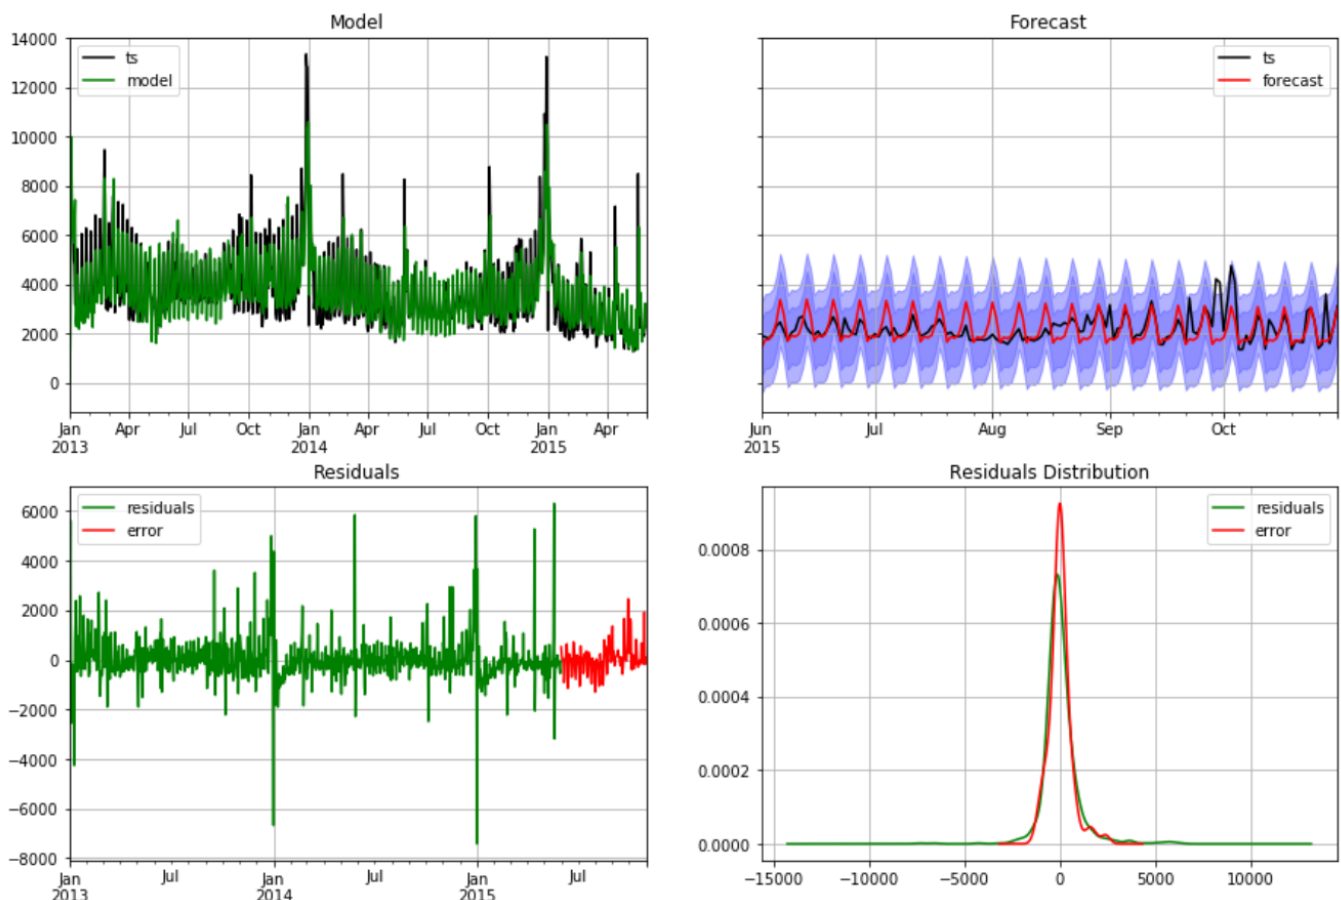 Model
14000
12000
10000
8000
6000
4000
2000
0
ts
model
Jan
2013
Apr
Jul
Oct
Jan
2014
Apr
Jul
Oct
Jan
2015
Apr
Forecast
ts
forecast
Jun
2015
Jul
Aug
Sep
Oct
Residuals
6000
4000
2000
0
−2000
−4000
−6000
−8000
residuals
error
Jan
2013
Jul
Jan
2014
Jul
Jan
2015
Jul
Residuals Distribution
0.0008
0.0006
0.0004
0.0002
0.0000
residuals
error
−15000
−10000
−5000
0
5000
10000